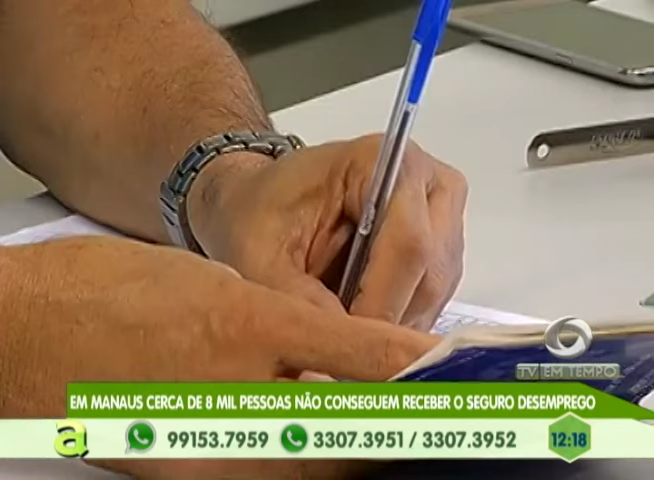 TV EM TEMPO
EM MANAUS CERCA DE 8 MIL PESSOAS NÃO CONSEGUEM RECEBER O SEGURO DESEMPREGO
a 99153.7959 3307.3951 / 3307.3952 12:18